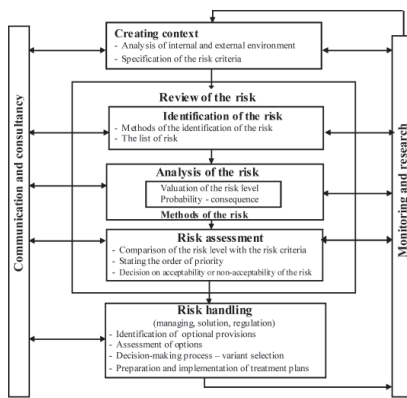 Creating context
- Analysis of internal and external environment
- Specification of the risk criteria
Review of the risk
Identification of the risk
- Methods of the identification of the risk
- The list of risk
Analysis of the risk
Valuation of the risk level
Probability - consequence
Methods of the risk
Risk assessment
- Comparison of the risk level with the risk criteria
- Stating the order of priority
- Decision on acceptability or non-acceptability of the risk
Risk handling
(managing, solution, regulation)
- Identification of optional provisions
- Assessment of options
- Decision-making process – variant selection
- Preparation and implementation of treatment plans
Communication and consultancy
Monitoring and research